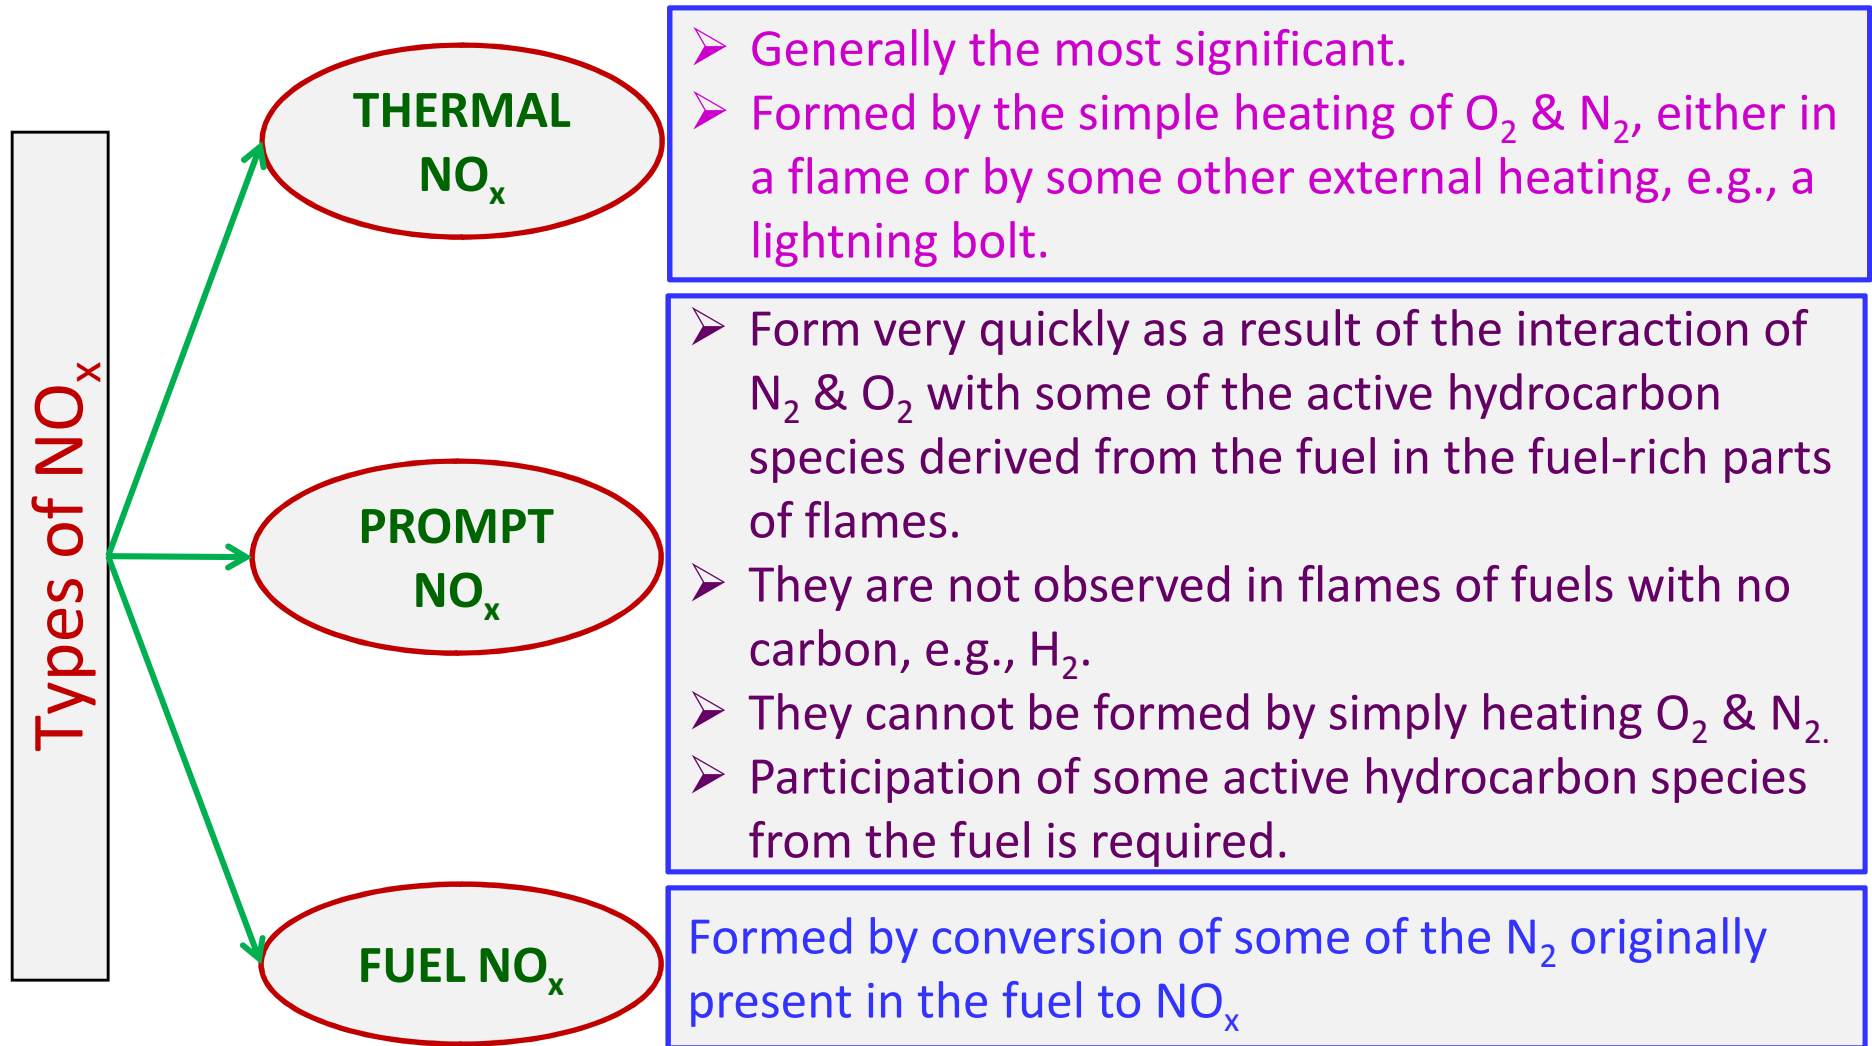 Types of NOₓ
THERMAL
NOₓ
➢ Generally the most significant.
➢ Formed by the simple heating of O₂ & N₂, either in
a flame or by some other external heating, e.g., a
lightning bolt.
PROMPT
NOₓ
➢ Form very quickly as a result of the interaction of
N₂ & O₂ with some of the active hydrocarbon
species derived from the fuel in the fuel-rich parts
of flames.
➢ They are not observed in flames of fuels with no
carbon, e.g., H₂.
➢ They cannot be formed by simply heating O₂ & N₂.
➢ Participation of some active hydrocarbon species
from the fuel is required.
FUEL NOₓ
Formed by conversion of some of the N₂ originally
present in the fuel to NOₓ